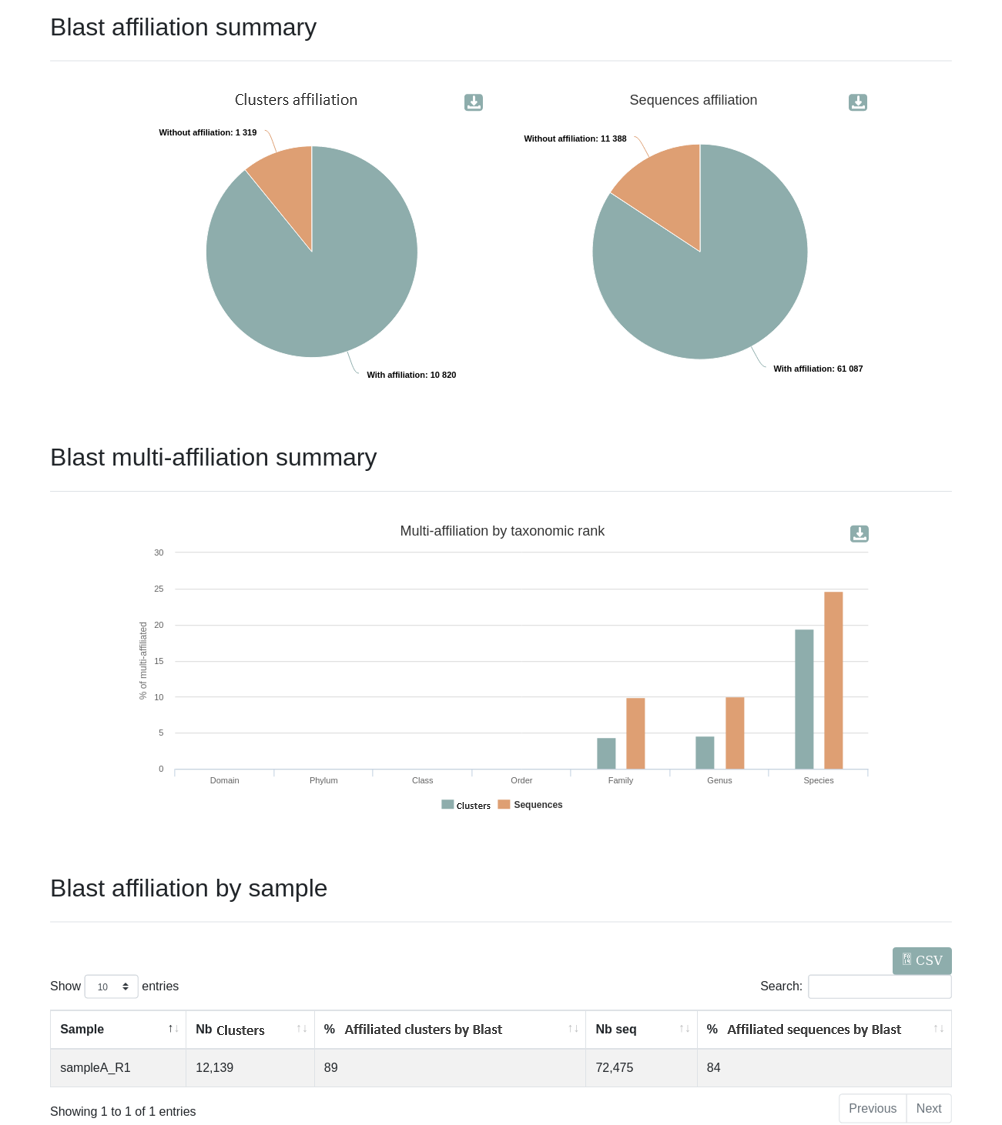 Blast affiliation summary
Clusters affiliation
Sequences affiliation
Without affiliation: 1 319
Without affiliation: 11 388
With affiliation: 10 820
With affiliation: 61 087
Blast multi-affiliation summary
Multi-affiliation by taxonomic rank
% of multi-affiliated
30
25
20
15
10
5
0
Domain Phylum Class Order Family Genus Species
Clusters Sequences
Blast affiliation by sample
CSV
Show 10 entries Search:
Sample Nb Clusters % Affiliated clusters by Blast Nb seq % Affiliated sequences by Blast
sampleA_R1 12,139 89 72,475 84
Showing 1 to 1 of 1 entries Previous Next